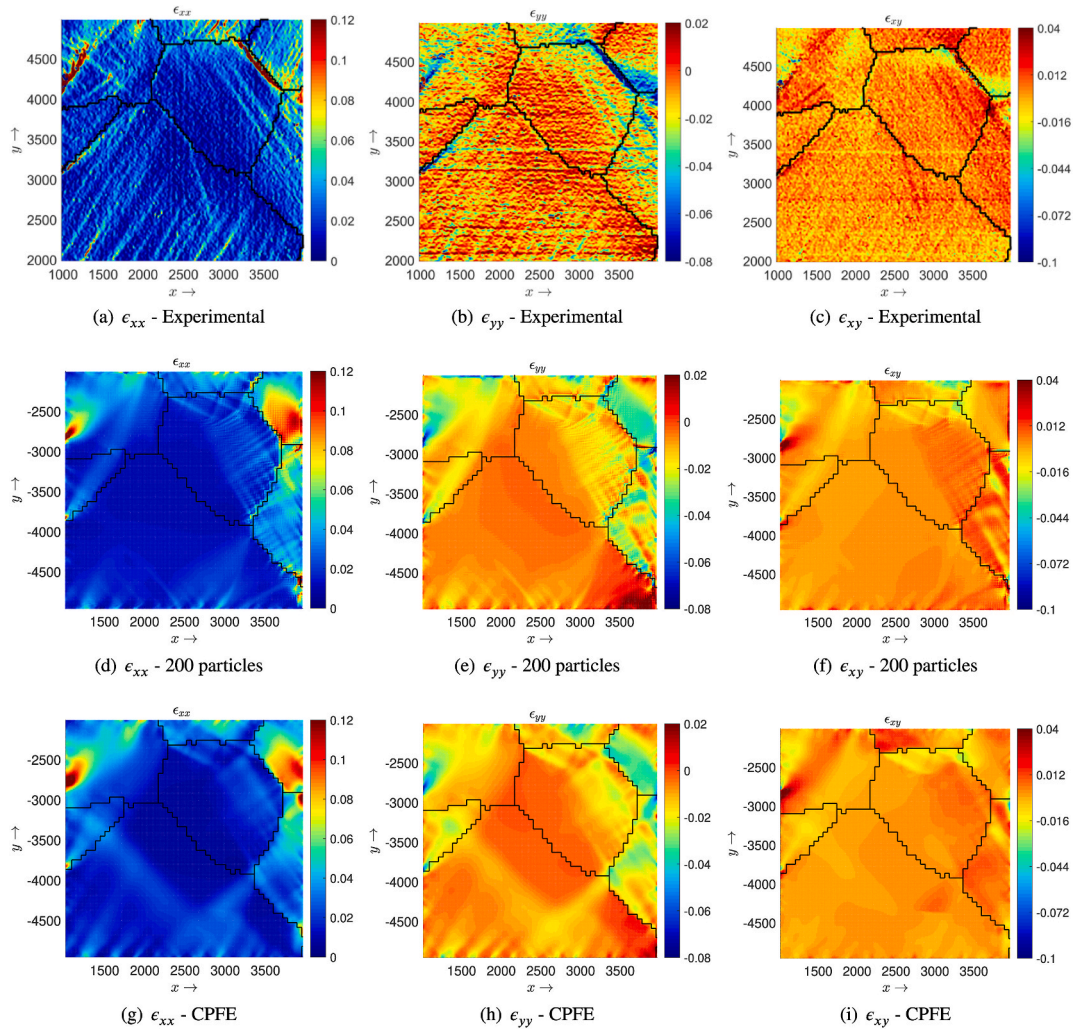 ϵxx
ϵyy
ϵxy
0.12
0.1
0.08
0.06
0.04
0.02
0
0.02
0
-0.02
-0.04
-0.06
-0.08
0.04
0.012
-0.016
-0.044
-0.072
-0.1
4500
4000
3500
3000
2500
2000
y →
4500
4000
3500
3000
2500
2000
y →
4500
4000
3500
3000
2500
2000
y →
1000 1500 2000 2500 3000 3500
1000 1500 2000 2500 3000 3500
1000 1500 2000 2500 3000 3500
x →
x →
x →
(a) ϵxx - Experimental
(b) ϵyy - Experimental
(c) ϵxy - Experimental
ϵxx
ϵyy
ϵxy
0.12
0.1
0.08
0.06
0.04
0.02
0
0.02
0
-0.02
-0.04
-0.06
-0.08
0.04
0.012
-0.016
-0.044
-0.072
-0.1
-2500
-3000
-3500
-4000
-4500
y →
-2500
-3000
-3500
-4000
-4500
y →
-2500
-3000
-3500
-4000
-4500
y →
1500 2000 2500 3000 3500
1500 2000 2500 3000 3500
1500 2000 2500 3000 3500
x →
x →
x →
(d) ϵxx - 200 particles
(e) ϵyy - 200 particles
(f) ϵxy - 200 particles
ϵxx
ϵyy
ϵxy
0.12
0.1
0.08
0.06
0.04
0.02
0
0.02
0
-0.02
-0.04
-0.06
-0.08
0.04
0.012
-0.016
-0.044
-0.072
-0.1
-2500
-3000
-3500
-4000
-4500
y →
-2500
-3000
-3500
-4000
-4500
y →
-2500
-3000
-3500
-4000
-4500
y →
1500 2000 2500 3000 3500
1500 2000 2500 3000 3500
1500 2000 2500 3000 3500
x →
x →
x →
(g) ϵxx - CPFE
(h) ϵyy - CPFE
(i) ϵxy - CPFE